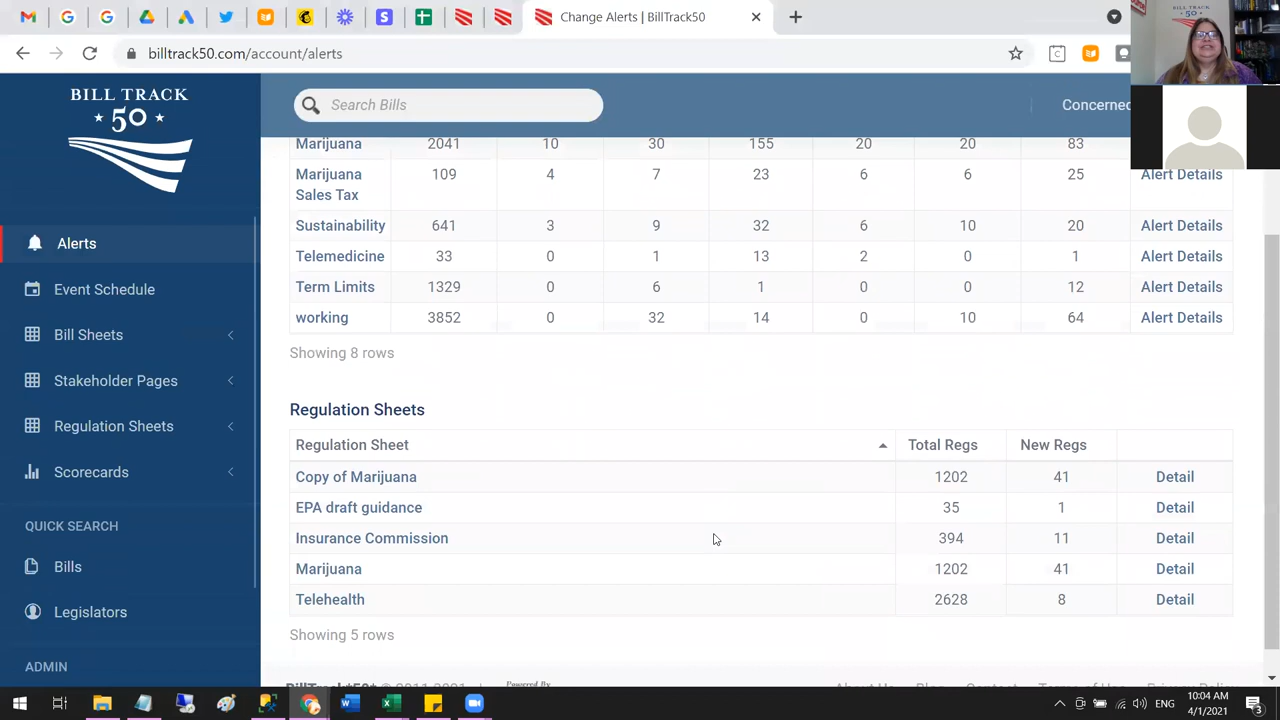 Change Alerts | BillTrack50
billtrack50.com/account/alerts
BILL TRACK
50
Search Bills
Concerned
Marijuana 2041 10 30 155 20 20 83
Marijuana Sales Tax 109 4 7 23 6 6 25 Alert Details
Sustainability 641 3 9 32 6 10 20 Alert Details
Telemedicine 33 0 1 13 2 0 1 Alert Details
Term Limits 1329 0 6 1 0 0 12 Alert Details
working 3852 0 32 14 0 10 64 Alert Details
Showing 8 rows
Alerts
Event Schedule
Bill Sheets
Stakeholder Pages
Regulation Sheets
Scorecards
QUICK SEARCH
Bills
Legislators
ADMIN
Regulation Sheets
Regulation Sheet Total Regs New Regs
Copy of Marijuana 1202 41 Detail
EPA draft guidance 35 1 Detail
Insurance Commission 394 11 Detail
Marijuana 1202 41 Detail
Telehealth 2628 8 Detail
Showing 5 rows
ENG
10:04 AM
4/1/2021